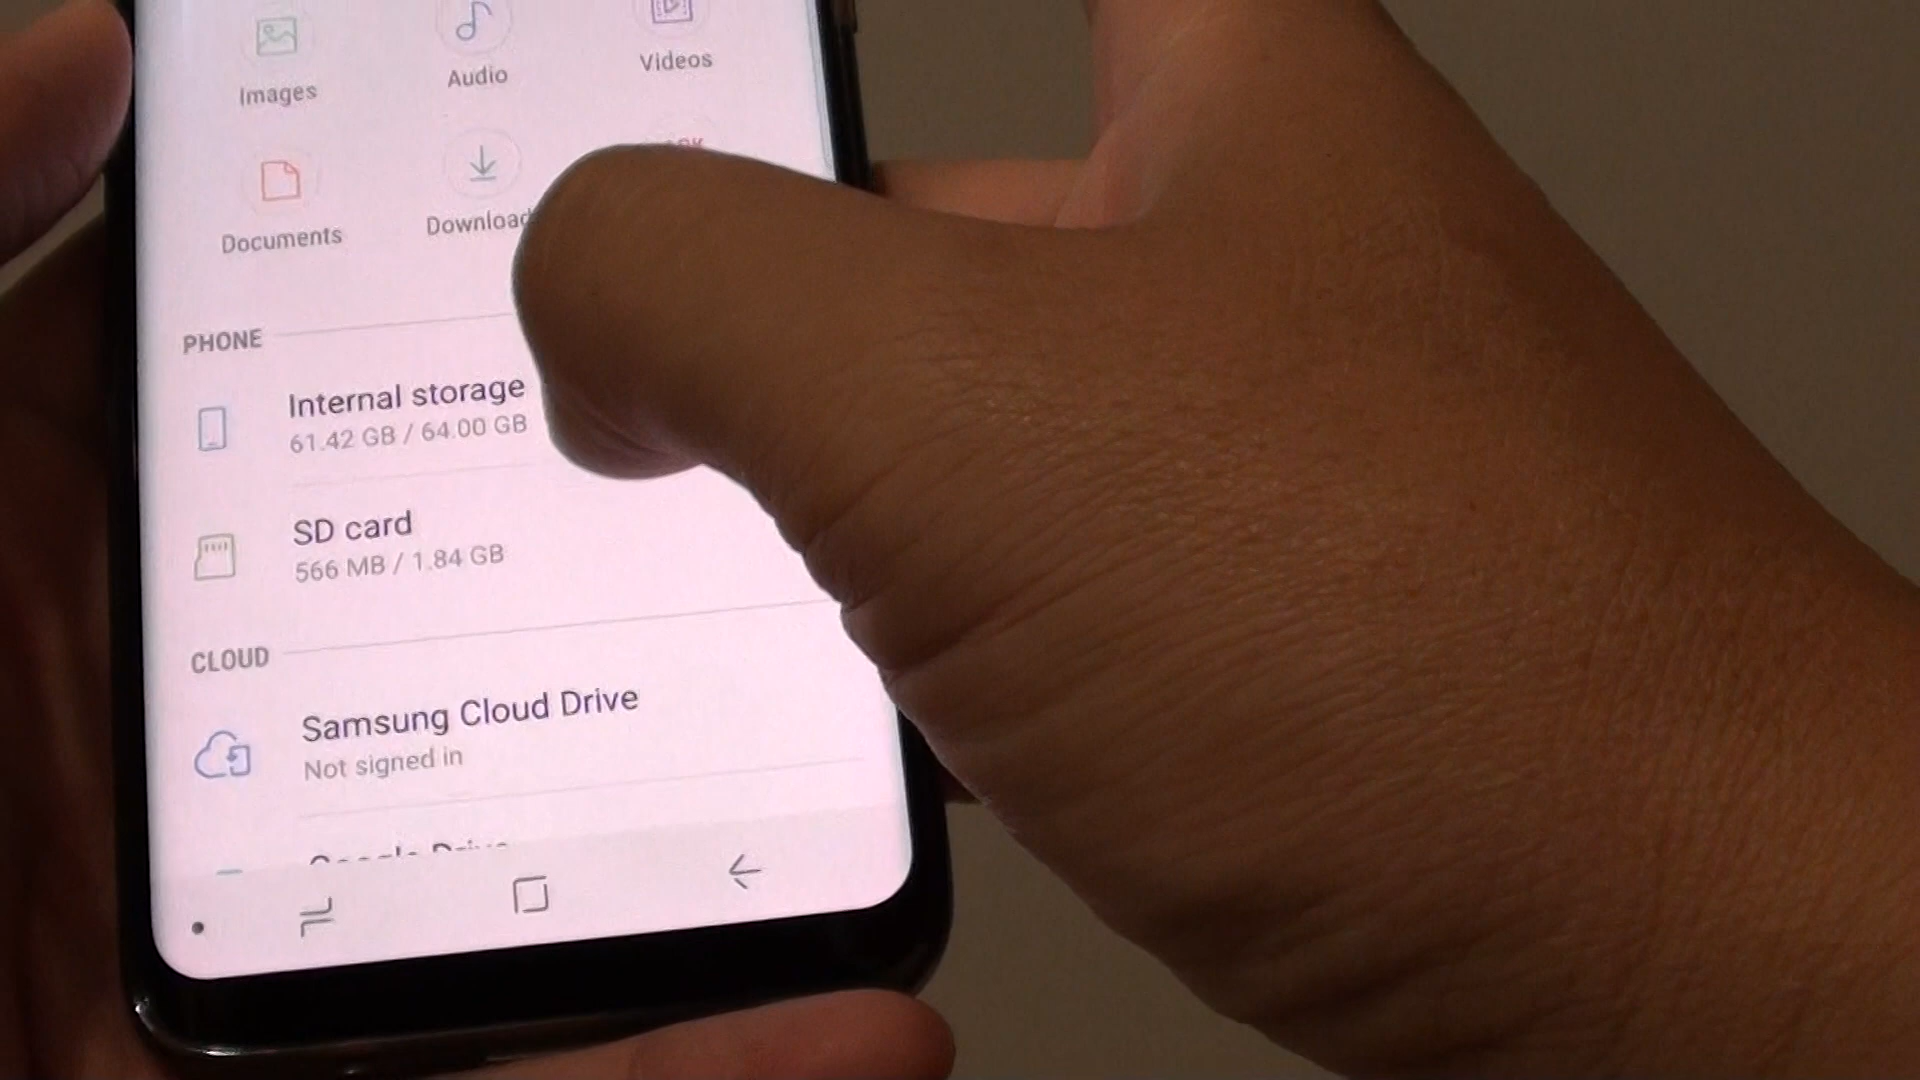 Images
Audio
Videos
Documents
Download
PHONE
Internal storage
61.42 GB / 64.00 GB
SD card
566 MB / 1.84 GB
CLOUD
Samsung Cloud Drive
Not signed in